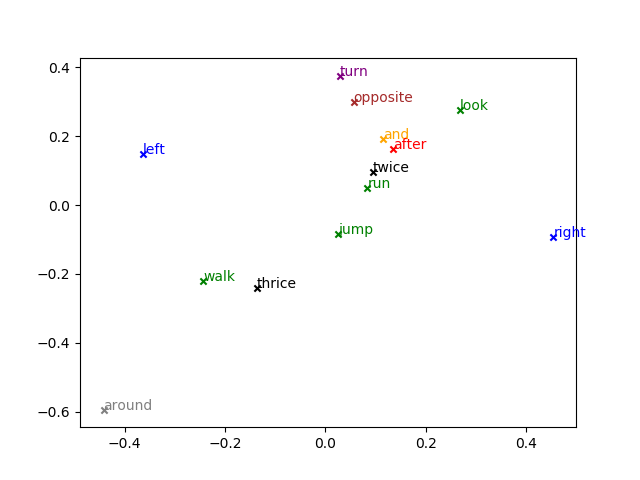 0.4
turn
opposite
look
0.2
and
after
left
twice
run
0.0
jump
right
−0.2
walk
thrice
−0.4
around
−0.6
−0.4
−0.2
0.0
0.2
0.4